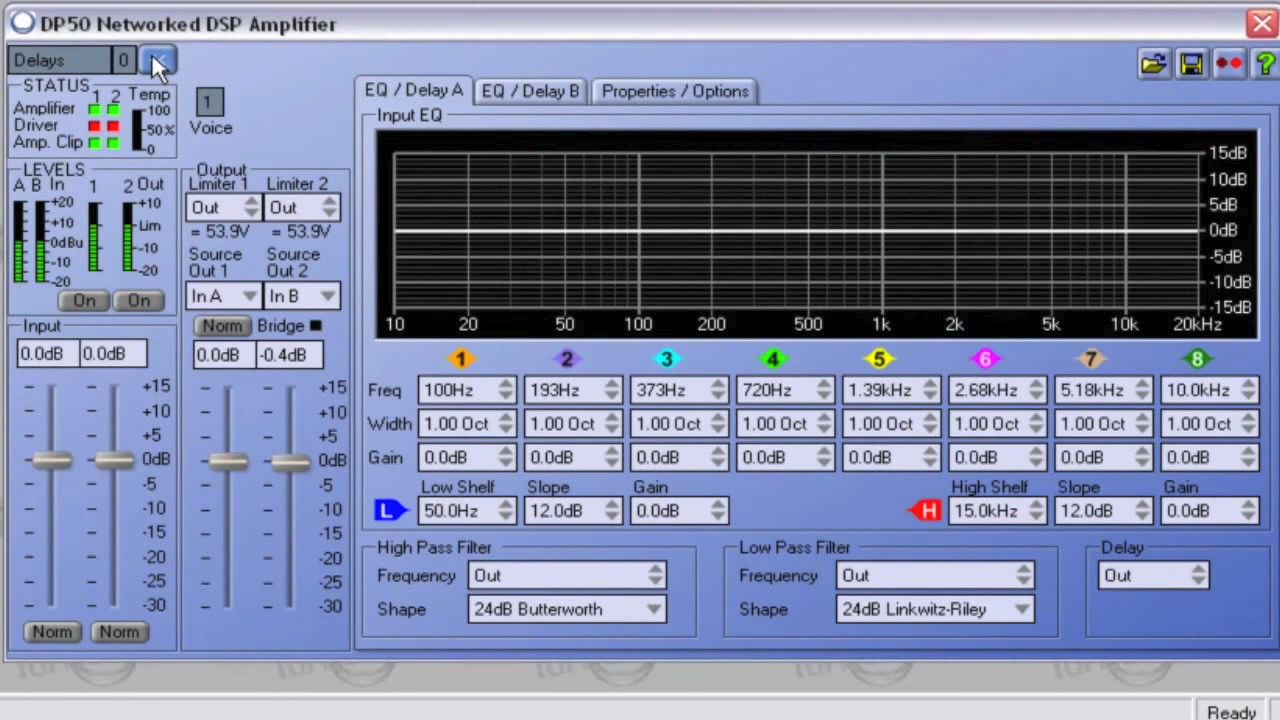 DP50 Networked DSP Amplifier
Delays 0
STATUS 1 2 Temp
Amplifier
Driver
Amp. Clip
100
50%
0
1
Voice
LEVELS
A B In 1 2 Out
+20
+10
0dBu
-10
-20
+10
Lim
-10
-20
On On
Output
Limiter 1 Limiter 2
Out Out
= 53.9V = 53.9V
Source Source
Out 1 Out 2
In A In B
Norm Bridge
0.0dB -0.4dB
+15
+10
+5
0dB
-5
-10
-15
-20
-25
-30
Input
0.0dB 0.0dB
+15
+10
+5
0dB
-5
-10
-15
-20
-25
-30
Norm Norm
EQ / Delay A EQ / Delay B Properties / Options
Input EQ
15dB
10dB
5dB
0dB
-5dB
-10dB
-15dB
10 20 50 100 200 500 1k 2k 5k 10k 20kHz
1 2 3 4 5 6 7 8
Freq 100Hz 193Hz 373Hz 720Hz 1.39kHz 2.68kHz 5.18kHz 10.0kHz
Width 1.00 Oct 1.00 Oct 1.00 Oct 1.00 Oct 1.00 Oct 1.00 Oct 1.00 Oct 1.00 Oct
Gain 0.0dB 0.0dB 0.0dB 0.0dB 0.0dB 0.0dB 0.0dB 0.0dB
Low Shelf Slope Gain High Shelf Slope Gain
L 50.0Hz 12.0dB 0.0dB H 15.0kHz 12.0dB 0.0dB
High Pass Filter Low Pass Filter Delay
Frequency Out Frequency Out Out
Shape 24dB Butterworth Shape 24dB Linkwitz-Riley
Ready